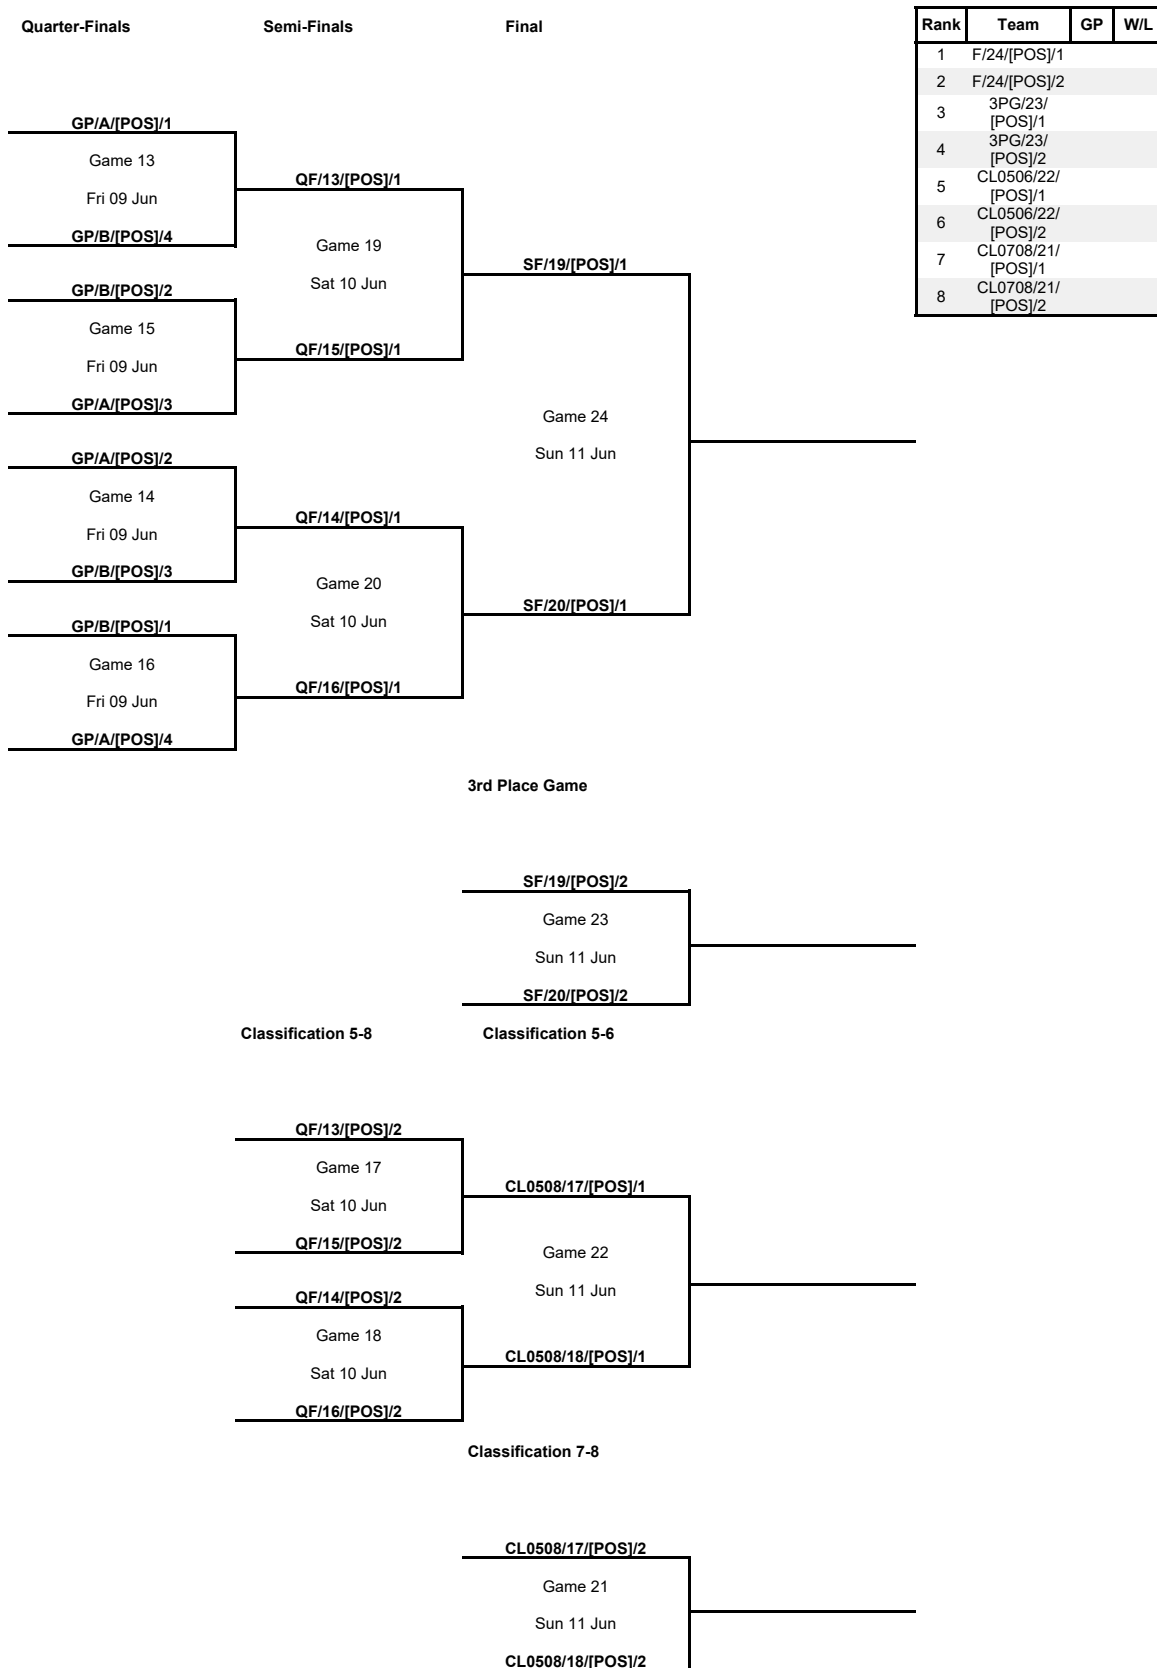 Quarter-Finals Semi-Finals Final
Rank Team GP W/L
1 F/24/[POS]/1
2 F/24/[POS]/2
3 3PG/23/
[POS]/1
4 3PG/23/
[POS]/2
5 CL0506/22/
[POS]/1
6 CL0506/22/
[POS]/2
7 CL0708/21/
[POS]/1
8 CL0708/21/
[POS]/2
GP/A/[POS]/1
Game 13
Fri 09 Jun
GP/B/[POS]/4
GP/B/[POS]/2
Game 15
Fri 09 Jun
GP/A/[POS]/3
GP/A/[POS]/2
Game 14
Fri 09 Jun
GP/B/[POS]/3
GP/B/[POS]/1
Game 16
Fri 09 Jun
GP/A/[POS]/4
QF/13/[POS]/1
Game 19
Sat 10 Jun
QF/15/[POS]/1
QF/14/[POS]/1
Game 20
Sat 10 Jun
QF/16/[POS]/1
SF/19/[POS]/1
Game 24
Sun 11 Jun
SF/20/[POS]/1
3rd Place Game
SF/19/[POS]/2
Game 23
Sun 11 Jun
SF/20/[POS]/2
Classification 5-8 Classification 5-6
QF/13/[POS]/2
Game 17
Sat 10 Jun
QF/15/[POS]/2
QF/14/[POS]/2
Game 18
Sat 10 Jun
QF/16/[POS]/2
CL0508/17/[POS]/1
Game 22
Sun 11 Jun
CL0508/18/[POS]/1
Classification 7-8
CL0508/17/[POS]/2
Game 21
Sun 11 Jun
CL0508/18/[POS]/2